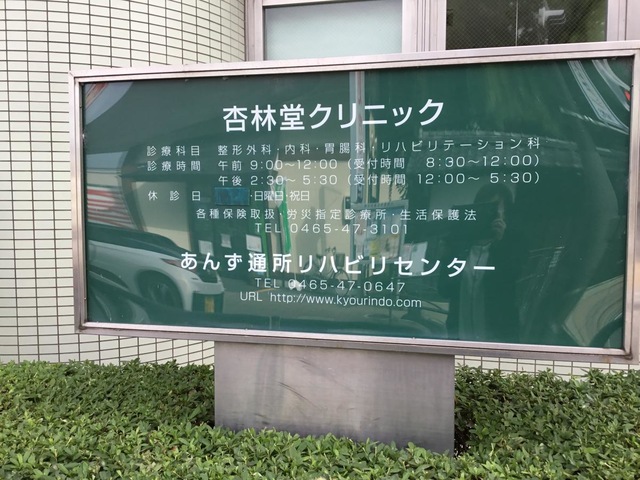 杏林堂クリニック
診療科目 整形外科・内科・胃腸科・リハビリテーション科
診療時間 午前 9:00〜12:00 (受付時間 8:30〜12:00)
午後 2:30〜 5:30 (受付時間 12:00〜 5:30)
休診日 ・日曜日・祝日
各種保険取扱・労災指定診療所・生活保護法
TEL 0465-47-3101
あんず通所リハビリセンター
TEL 0465-47-0647
URL http://www.kyourindo.com